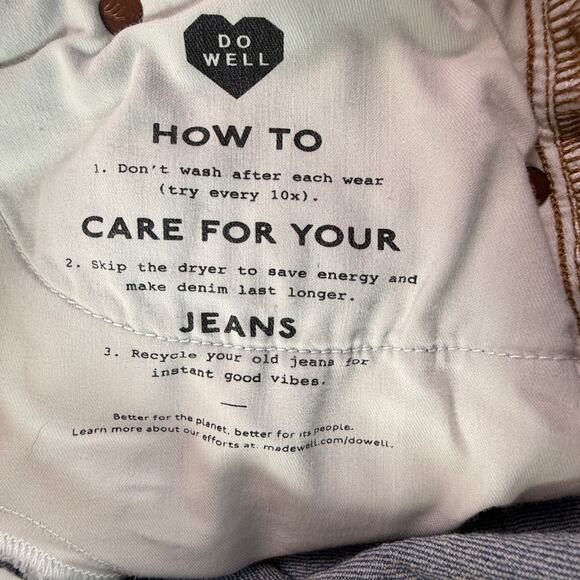 DO
WELL
HOW TO
1. Don't wash after each wear
(try every 10x).
CARE FOR YOUR
2. Skip the dryer to save energy and
make denim last longer.
JEANS
3. Recycle your old jeans for
instant good vibes.
Better for the planet, better for its people.
Learn more about our efforts at. madewell.com/dowell.